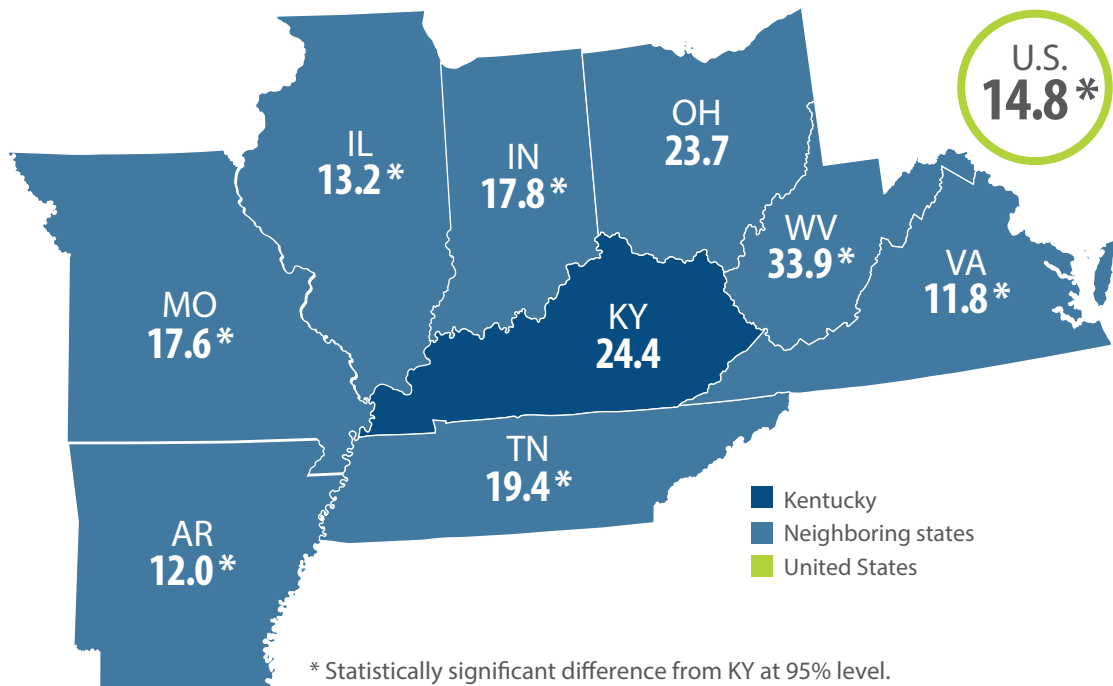 U.S.
14.8*
OH
23.7
IL
13.2*
IN
17.8*
WV
33.9*
VA
11.8*
MO
17.6*
KY
24.4
TN
19.4*
AR
12.0*
Kentucky
Neighboring states
United States
* Statistically significant difference from KY at 95% level.